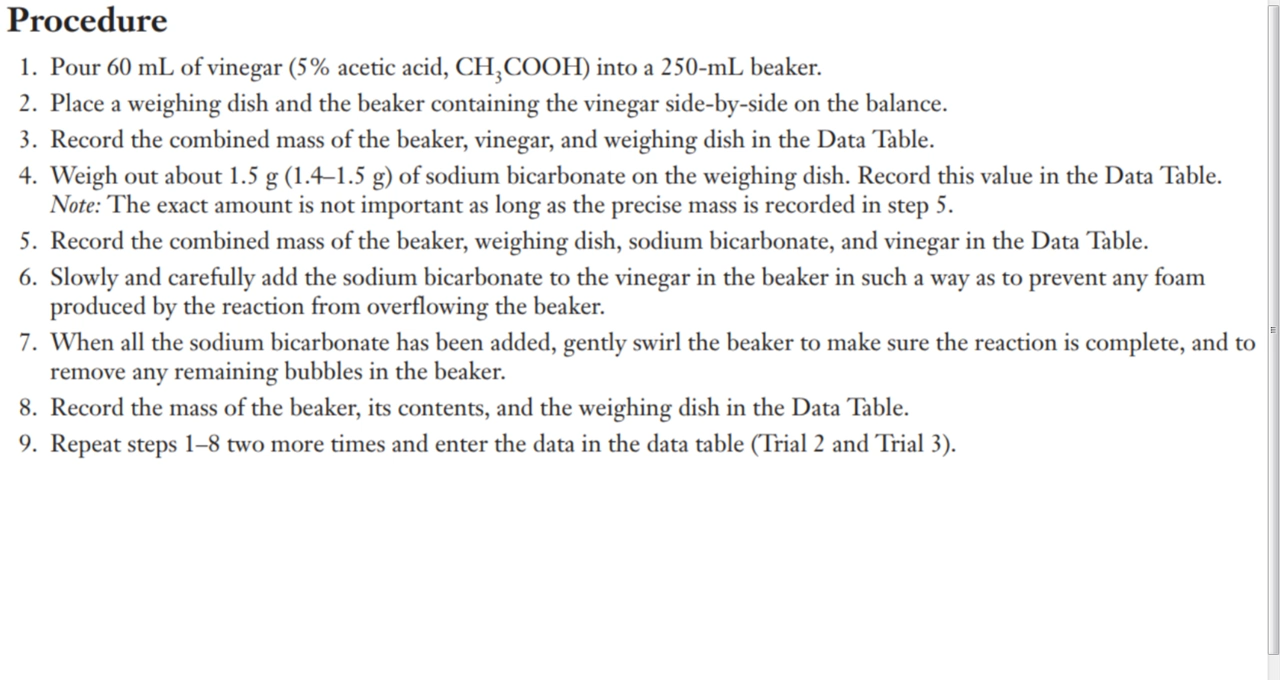 Procedure
1. Pour 60 mL of vinegar (5% acetic acid, CH₃COOH) into a 250-mL beaker.
2. Place a weighing dish and the beaker containing the vinegar side-by-side on the balance.
3. Record the combined mass of the beaker, vinegar, and weighing dish in the Data Table.
4. Weigh out about 1.5 g (1.4–1.5 g) of sodium bicarbonate on the weighing dish. Record this value in the Data Table.
Note: The exact amount is not important as long as the precise mass is recorded in step 5.
5. Record the combined mass of the beaker, weighing dish, sodium bicarbonate, and vinegar in the Data Table.
6. Slowly and carefully add the sodium bicarbonate to the vinegar in the beaker in such a way as to prevent any foam
produced by the reaction from overflowing the beaker.
7. When all the sodium bicarbonate has been added, gently swirl the beaker to make sure the reaction is complete, and to
remove any remaining bubbles in the beaker.
8. Record the mass of the beaker, its contents, and the weighing dish in the Data Table.
9. Repeat steps 1–8 two more times and enter the data in the data table (Trial 2 and Trial 3).